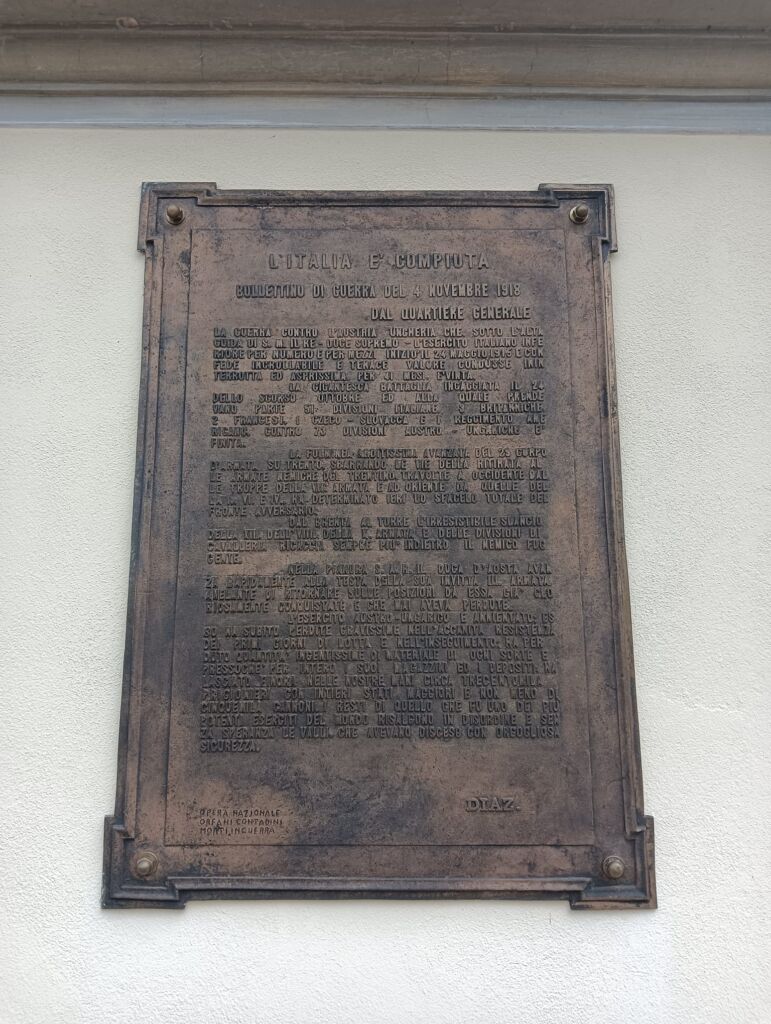 L'ITALIA E' COMPIUTA
BOLLETTINO DI GUERRA DEL 4 NOVEMBRE 1918
DAL QUARTIERE GENERALE
LA GUERRA CONTRO L'AUSTRIA UNGHERIA CHE SOTTO L'ALTA
GUIDA DI S. M. IL RE - DUCE SUPREMO - L'ESERCITO ITALIANO INFE
RIORE PER NUMERO E PER MEZZI INIZIO' IL 24 MAGGIO 1915 E CON
FEDE INCROLLABILE E TENACE VALORE CONDUSSE ININ
TERROTTA ED ASPRISSIMA PER 41 MESI, E' VINTA.
LA GIGANTESCA BATTAGLIA INGAGGIATA IL 24
DELLO SCORSO OTTOBRE ED ALLA QUALE PRENDE
VANO PARTE 51 DIVISIONI ITALIANE, 3 BRITANNICHE,
2 FRANCESI, 1 CZECO - SLOVACCA E 1 REGGIMENTO AME
RICANO, CONTRO 73 DIVISIONI AUSTRO - UNGARICHE E'
FINITA.
LA FULMINEA ARDITISSIMA AVANZATA DEL 29 CORPO
D'ARMATA SU TRENTO, SBARRANDO LE VIE DELLA RITIRATA AL
LE ARMATE NEMICHE DEL TRENTINO, TRAVOLTE A OCCIDENTE DAL
LE TRUPPE DELLA VII. ARMATA E AD ORIENTE DA QUELLE DEL
LA I. VI. E IV. HA DETERMINATO IERI LO SFACELO TOTALE DEL
FRONTE AVVERSARIO.
DAL BRENTA AL TORRE L'IRRESISTIBILE SLANCIO
DELLA XII. DELL'VIII. DELLA X. ARMATA E DELLE DIVISIONI DI
CAVALLERIA RICACCIA SEMPRE PIU' INDIETRO IL NEMICO FUG
GENTE.
NELLA PIANURA S. A. R. IL DUCA D'AOSTA AVAN
ZA RAPIDAMENTE ALLA TESTA DELLA SUA INVITTA III. ARMATA,
ANELANTE DI RITORNARE SULLE POSIZIONI DA ESSA GIA' GLO
RIOSAMENTE CONQUISTATE E CHE MAI AVEVA PERDUTE.
L'ESERCITO AUSTRO-UNGARICO E' ANNIENTATO: ES
SO HA SUBITO PERDITE GRAVISSIME NELL'ACCANITA RESISTENZA
DEI PRIMI GIORNI DI LOTTA E NELL'INSEGUIMENTO: HA PER
DUTO QUANTITA' INGENTISSIME DI MATERIALE DI OGNI SORTE E
PRESSOCHE' PER INTERO I SUOI MAGAZZINI ED I DEPOSITI: HA
LASCIATO FINORA NELLE NOSTRE MANI CIRCA TRECENTOMILA
PRIGIONIERI CON INTIERI STATI MAGGIORI E NON MENO DI
CINQUEMILA CANNONI. I RESTI DI QUELLO CHE FU UNO DEI PIU'
POTENTI ESERCITI DEL MONDO RISALGONO IN DISORDINE E SEN
ZA SPERANZA LE VALLI, CHE AVEVANO DISCESO CON ORGOGLIOSA
SICUREZZA.
DIAZ.
OPERA NAZIONALE
ORFANI CONTADINI
MORTI IN GUERRA